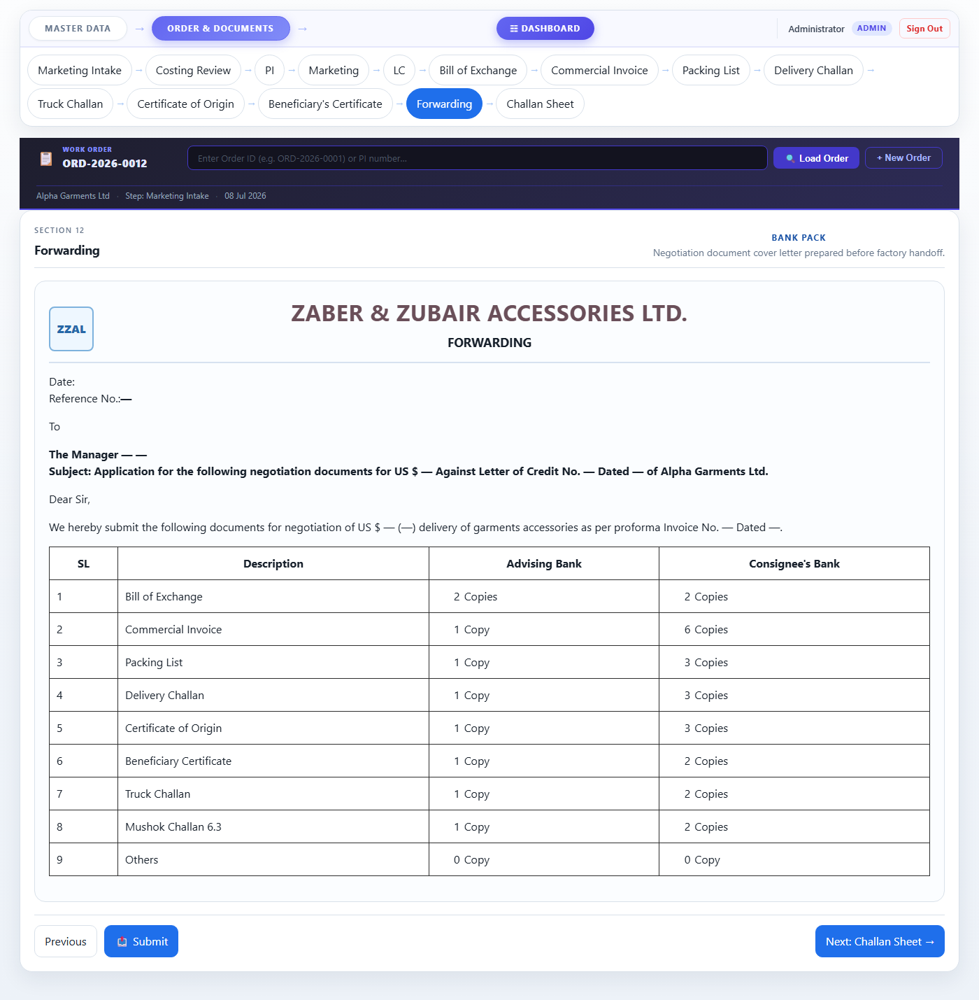 MASTER DATA → ORDER & DOCUMENTS → DASHBOARD Administrator ADMIN Sign Out
Marketing Intake → Costing Review → PI → Marketing → LC → Bill of Exchange → Commercial Invoice → Packing List → Delivery Challan →
Truck Challan → Certificate of Origin → Beneficiary's Certificate → Forwarding → Challan Sheet
WORK ORDER
ORD-2026-0012
Enter Order ID (e.g. ORD-2026-0001) or PI number...
Load Order
+ New Order
Alpha Garments Ltd · Step: Marketing Intake · 08 Jul 2026
SECTION 12
Forwarding
BANK PACK
Negotiation document cover letter prepared before factory handoff.
ZZAL
ZABER & ZUBAIR ACCESSORIES LTD.
FORWARDING
Date:
Reference No.:—
To
The Manager — —
Subject: Application for the following negotiation documents for US $ — Against Letter of Credit No. — Dated — of Alpha Garments Ltd.
Dear Sir,
We hereby submit the following documents for negotiation of US $ — (—) delivery of garments accessories as per proforma Invoice No. — Dated —.
SL Description Advising Bank Consignee's Bank
1 Bill of Exchange 2 Copies 2 Copies
2 Commercial Invoice 1 Copy 6 Copies
3 Packing List 1 Copy 3 Copies
4 Delivery Challan 1 Copy 3 Copies
5 Certificate of Origin 1 Copy 3 Copies
6 Beneficiary Certificate 1 Copy 2 Copies
7 Truck Challan 1 Copy 2 Copies
8 Mushok Challan 6.3 1 Copy 2 Copies
9 Others 0 Copy 0 Copy
Previous
Submit
Next: Challan Sheet →